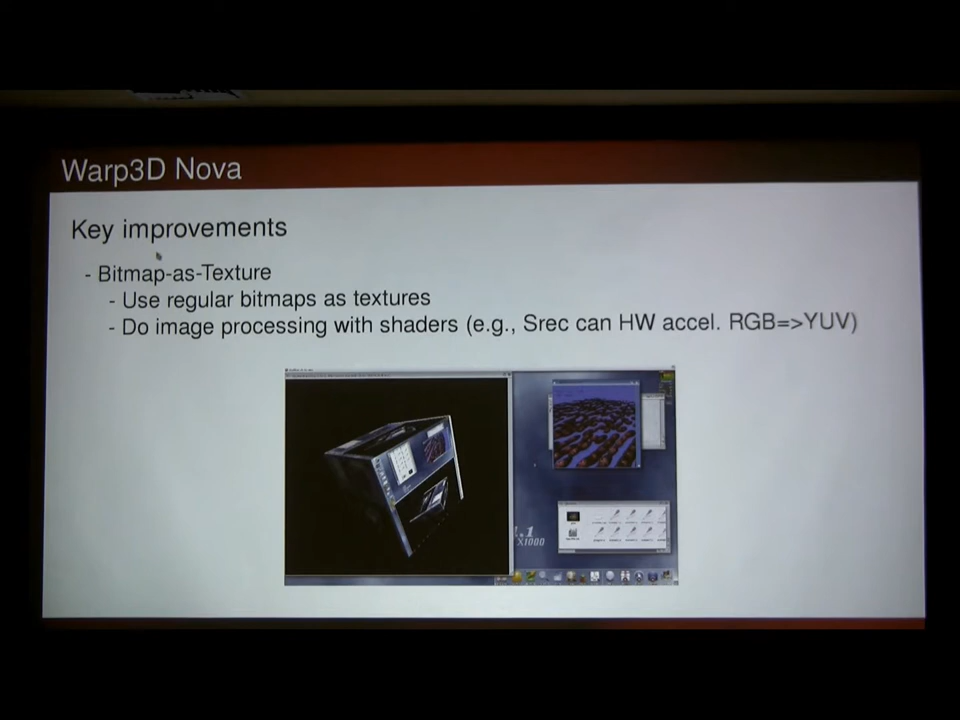 Warp3D Nova
Key improvements
- Bitmap-as-Texture
- Use regular bitmaps as textures
- Do image processing with shaders (e.g., Srec can HW accel. RGB=>YUV)
.1
X1000